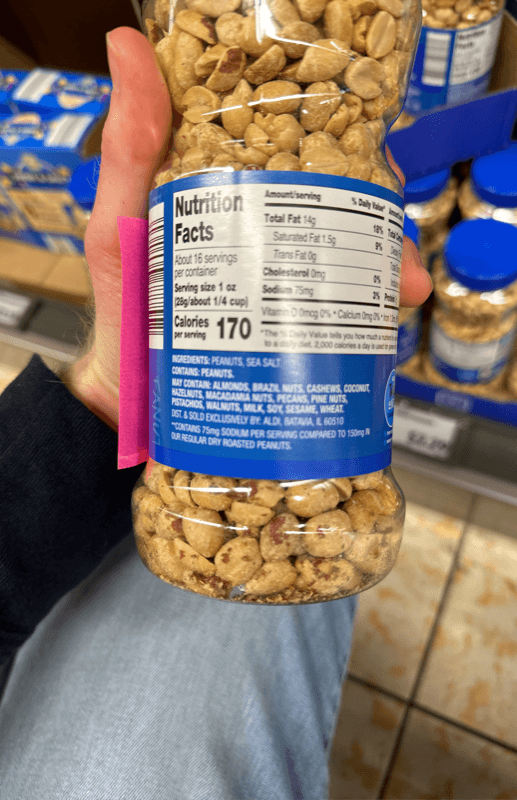 Nutrition
Facts
About 16 servings
per container
Serving size 1 oz
(28g/about 1/4 cup)
Calories
per serving 170
Amount/serving % Daily Value*
Total Fat 14g 18%
Saturated Fat 1.5g 8%
Trans Fat 0g
Cholesterol 0mg 0%
Sodium 75mg 3%
Vitamin D 0mcg 0% • Calcium 0mg 0% •
*The % Daily Value tells you how much a
to a daily diet. 2,000 calories a day is used
INGREDIENTS: PEANUTS, SEA SALT.
CONTAINS: PEANUTS.
MAY CONTAIN: ALMONDS, BRAZIL NUTS, CASHEWS, COCONUT,
HAZELNUTS, MACADAMIA NUTS, PECANS, PINE NUTS,
PISTACHIOS, WALNUTS, MILK, SOY, SESAME, WHEAT.
DIST. & SOLD EXCLUSIVELY BY: ALDI, BATAVIA, IL 60510
**CONTAINS 75mg SODIUM PER SERVING COMPARED TO 150mg IN
OUR REGULAR DRY ROASTED PEANUTS.